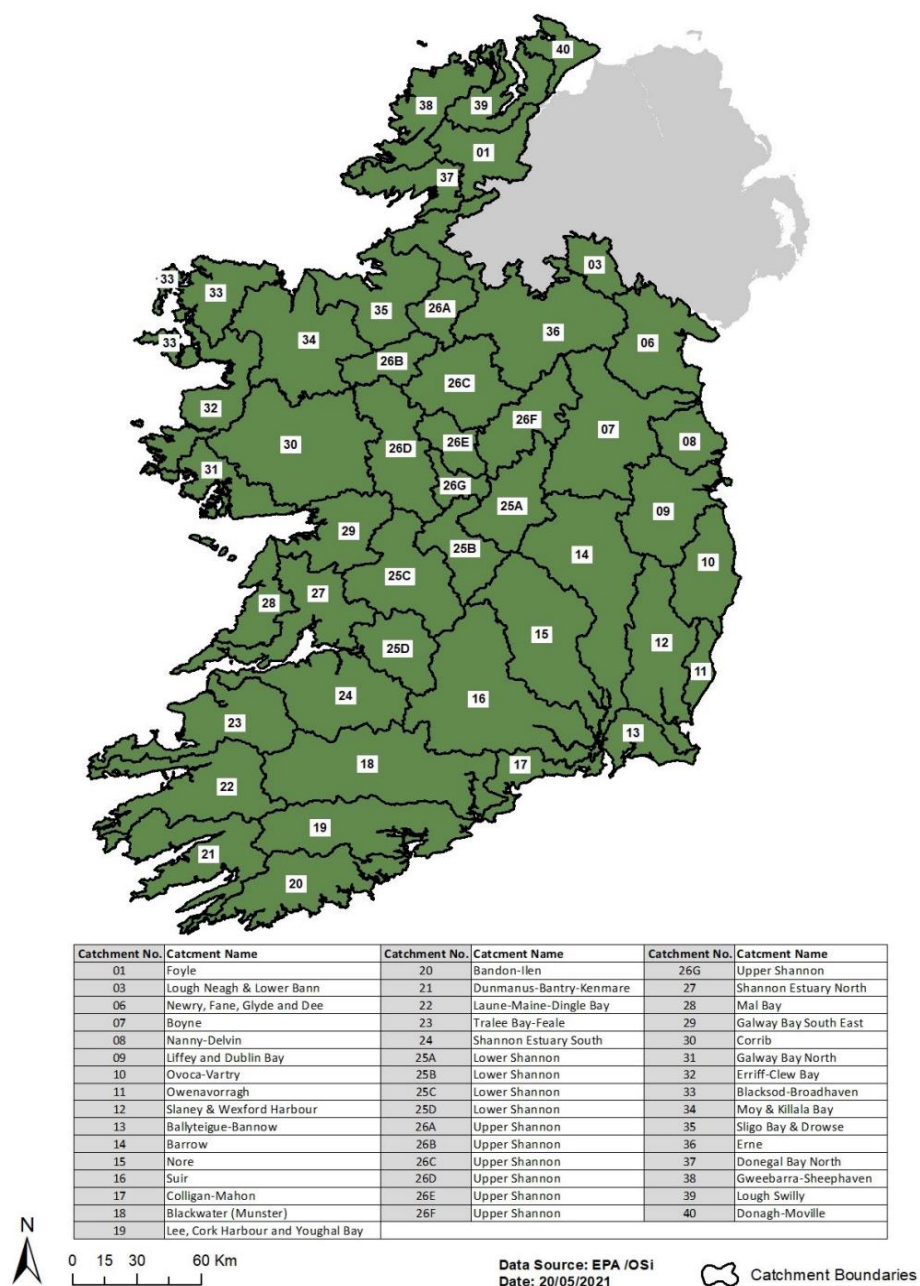 40
38
39
01
37
03
33
33
26A
35
36
34
06
33
26B
26C
32
26F
07
30
26E
08
26D
31
26G
25A
09
29
25B
14
10
25C
28
27
15
12
25D
11
24
16
23
13
17
18
22
19
21
20
Catchment No. Catcment Name Catchment No. Catcment Name Catchment No. Catcment Name
01 Foyle 20 Bandon-Ilen 26G Upper Shannon
03 Lough Neagh & Lower Bann 21 Dunmanus-Bantry-Kenmare 27 Shannon Estuary North
06 Newry, Fane, Glyde and Dee 22 Laune-Maine-Dingle Bay 28 Mal Bay
07 Boyne 23 Tralee Bay-Feale 29 Galway Bay South East
08 Nanny-Delvin 24 Shannon Estuary South 30 Corrib
09 Liffey and Dublin Bay 25A Lower Shannon 31 Galway Bay North
10 Ovoca-Vartry 25B Lower Shannon 32 Erriff-Clew Bay
11 Owenavorragh 25C Lower Shannon 33 Blacksod-Broadhaven
12 Slaney & Wexford Harbour 25D Lower Shannon 34 Moy & Killala Bay
13 Ballyteigue-Bannow 26A Upper Shannon 35 Sligo Bay & Drowse
14 Barrow 26B Upper Shannon 36 Erne
15 Nore 26C Upper Shannon 37 Donegal Bay North
16 Suir 26D Upper Shannon 38 Gweebarra-Sheephaven
17 Colligan-Mahon 26E Upper Shannon 39 Lough Swilly
18 Blackwater (Munster) 26F Upper Shannon 40 Donagh-Moville
19 Lee, Cork Harbour and Youghal Bay
N
0 15 30 60 Km
Data Source: EPA /OSi
Date: 20/05/2021
Catchment Boundaries